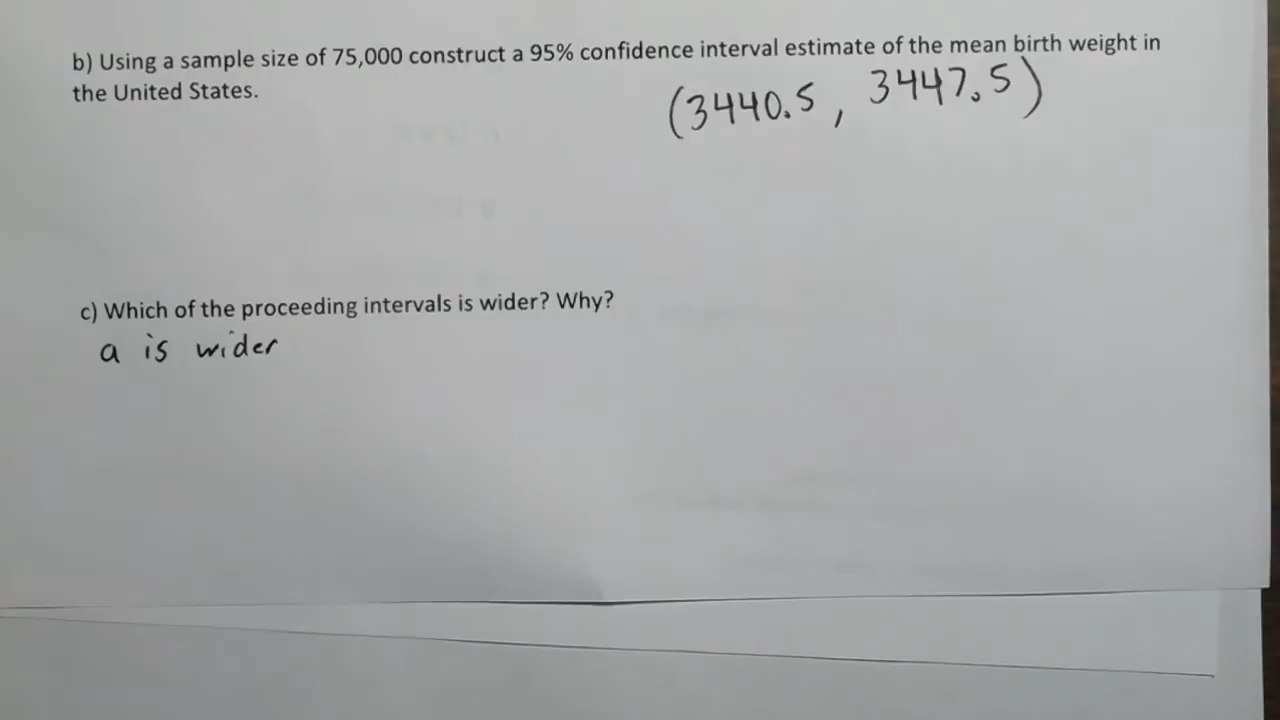 b) Using a sample size of 75,000 construct a 95% confidence interval estimate of the mean birth weight in
the United States.
(3440.5 , 3447.5)
c) Which of the proceeding intervals is wider? Why?
a is wider